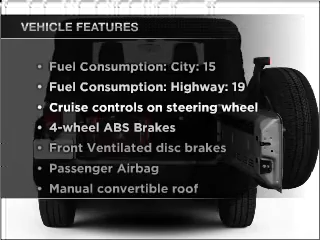 VEHICLE FEATURES
• Fuel Consumption: City: 15
• Fuel Consumption: Highway: 19
• Cruise controls on steering wheel
• 4-wheel ABS Brakes
• Front Ventilated disc brakes
• Passenger Airbag
• Manual convertible roof